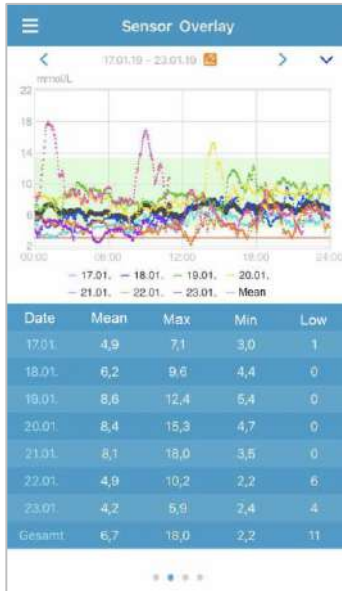 Sensor Overlay
17.01.19 - 23.01.19
mmol/L
22
18
14
10
6
2
00:00 06:00 12:00 18:00 24:00
17.01. 18.01. 19.01. 20.01.
21.01. 22.01. 23.01. Mean
Date Mean Max Min Low
17.01. 4,9 7,1 3,0 1
18.01. 6,2 9,6 4,4 0
19.01. 8,6 12,4 5,4 0
20.01. 8,4 15,3 4,7 0
21.01. 8,1 18,0 3,5 0
22.01. 4,9 10,2 2,2 6
23.01. 4,2 5,9 2,4 4
Gesamt 6,7 18,0 2,2 11